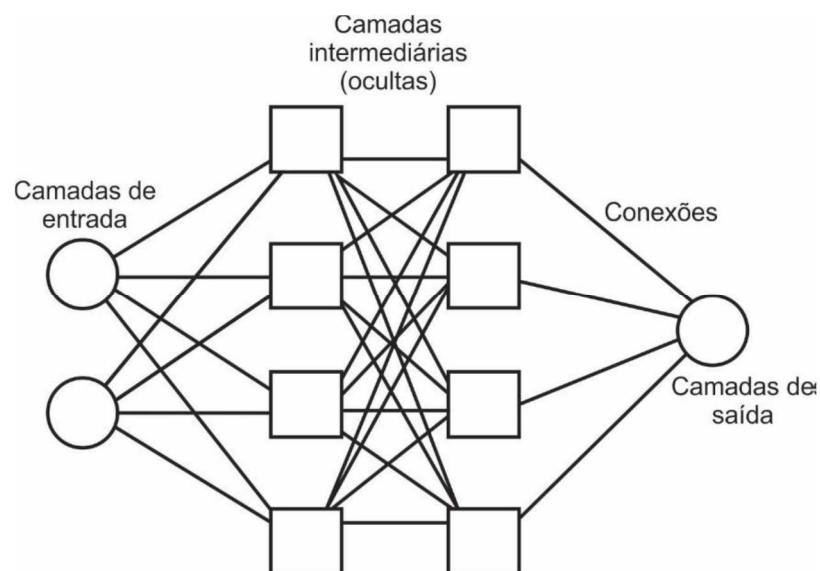 Camadas
intermediárias
(ocultas)
Camadas de
entrada
Conexões
Camadas de
saída